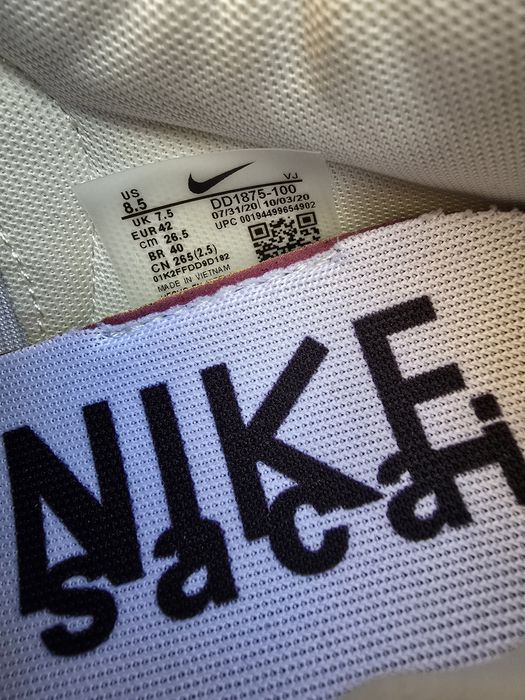 US
8.5
UK 7.5
EUR 42
cm 26.5
BR 40
CN 265(2.5)
01K2FFDD9D182
MADE IN VIETNAM
VJ
DD1875-100
07/31/20 10/03/20
UPC 00194499654902
NIKE
sacai